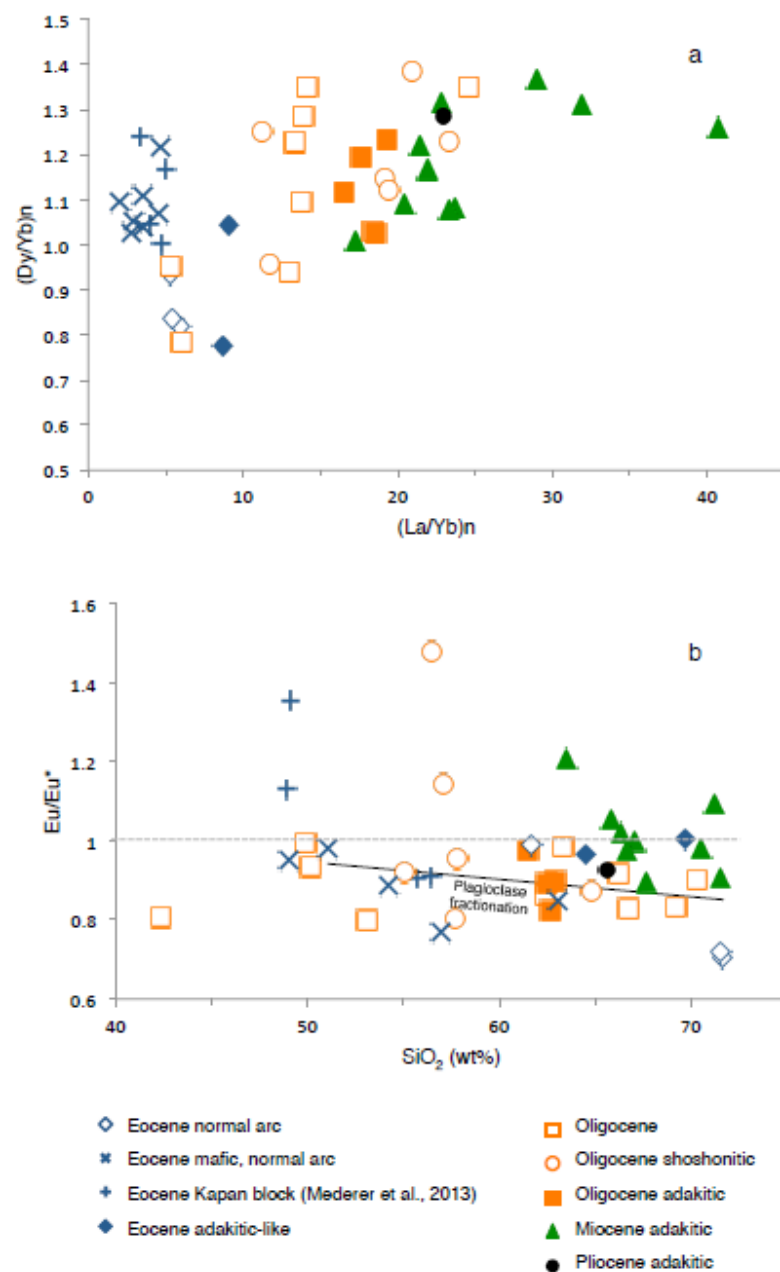 1.5
a
1.4
1.3
1.2
1.1
1.0
0.9
0.8
0.7
0.6
0.5
(Dy/Yb)n
0 10 20 30 40
(La/Yb)n
1.6
b
1.4
1.2
1
0.8
0.6
Eu/Eu*
Plagioclase
fractionation
40 50 60 70
SiO2 (wt%)
Eocene normal arc
Eocene mafic, normal arc
Eocene Kapan block (Mederer et al., 2013)
Eocene adakitic-like
Oligocene
Oligocene shoshonitic
Oligocene adakitic
Miocene adakitic
Pliocene adakitic